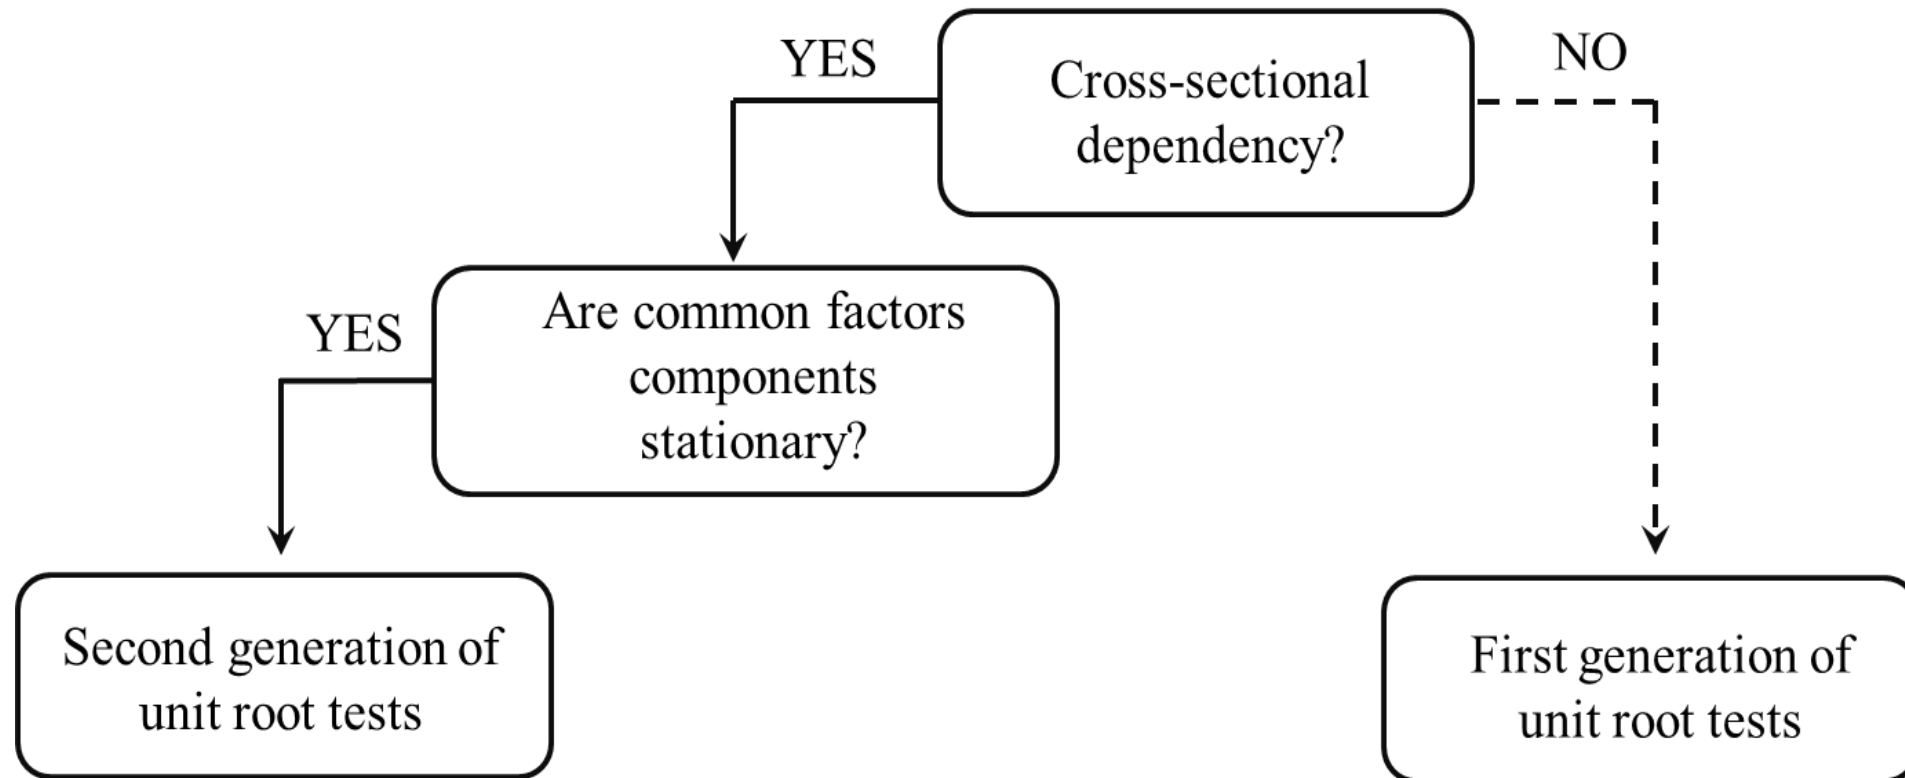 YES
Cross-sectional
dependency?
NO
YES
Are common factors
components
stationary?
Second generation of
unit root tests
First generation of
unit root tests